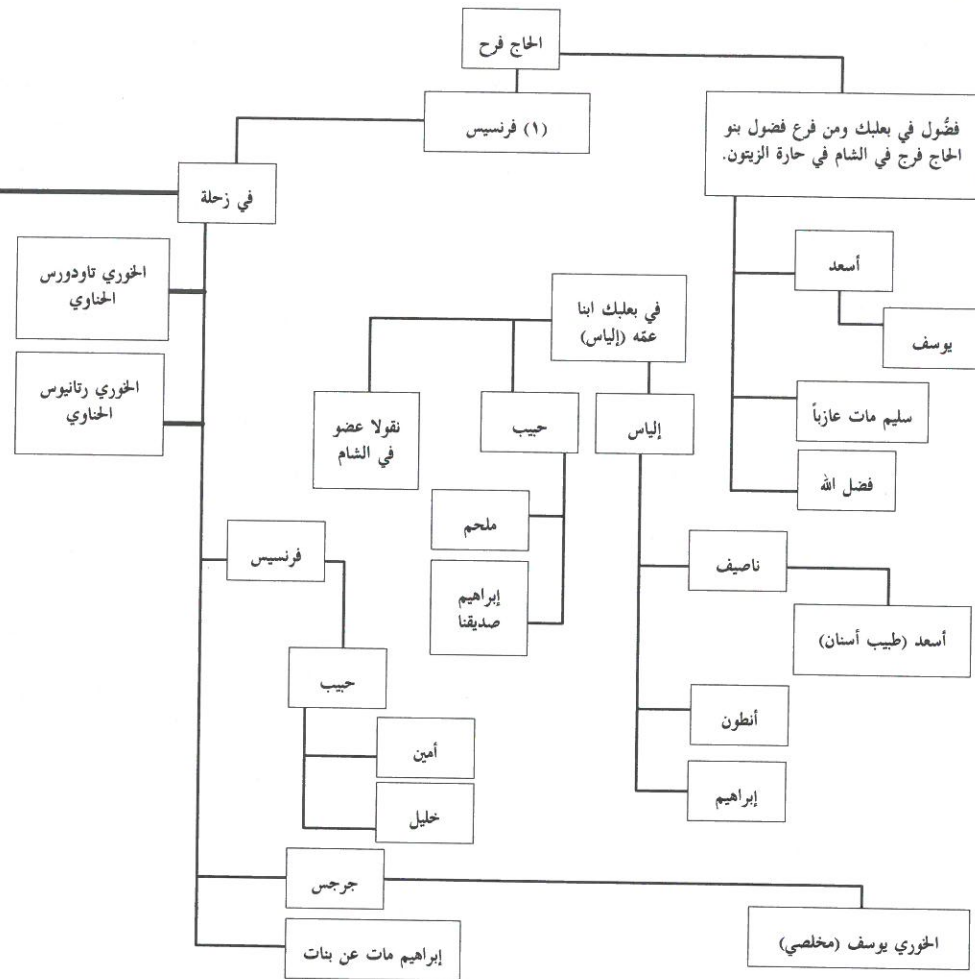 الحاج فرح
(١) فرنسيس
فضُّول في بعلبك ومن فرع فضول بنو
الحاج فرج في الشام في حارة الزيتون.
في زحلة
الخوري تاودورس
الحناوي
أسعد
في بعلبك ابنا
عمّه (إلياس)
يوسف
الخوري رتانيوس
الحناوي
سليم مات عازباً
إلياس
حبيب
نقولا عضو
في الشام
فضل الله
ملحم
فرنسيس
ناصيف
إبراهيم
صديقنا
أسعد (طبيب أسنان)
حبيب
أنطون
أمين
إبراهيم
خليل
جرجس
الخوري يوسف (مخلصي)
إبراهيم مات عن بنات